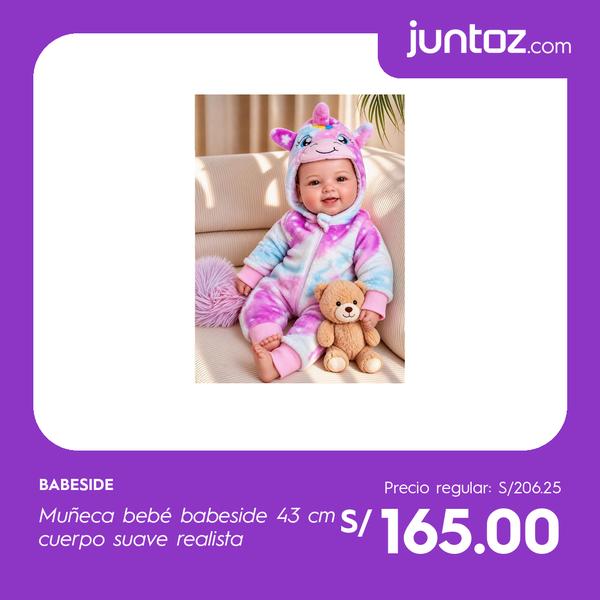 juntoz.com
BABESIDE
Precio regular: S/206.25
Muñeca bebé babeside 43 cm
cuerpo suave realista
S/ 165.00